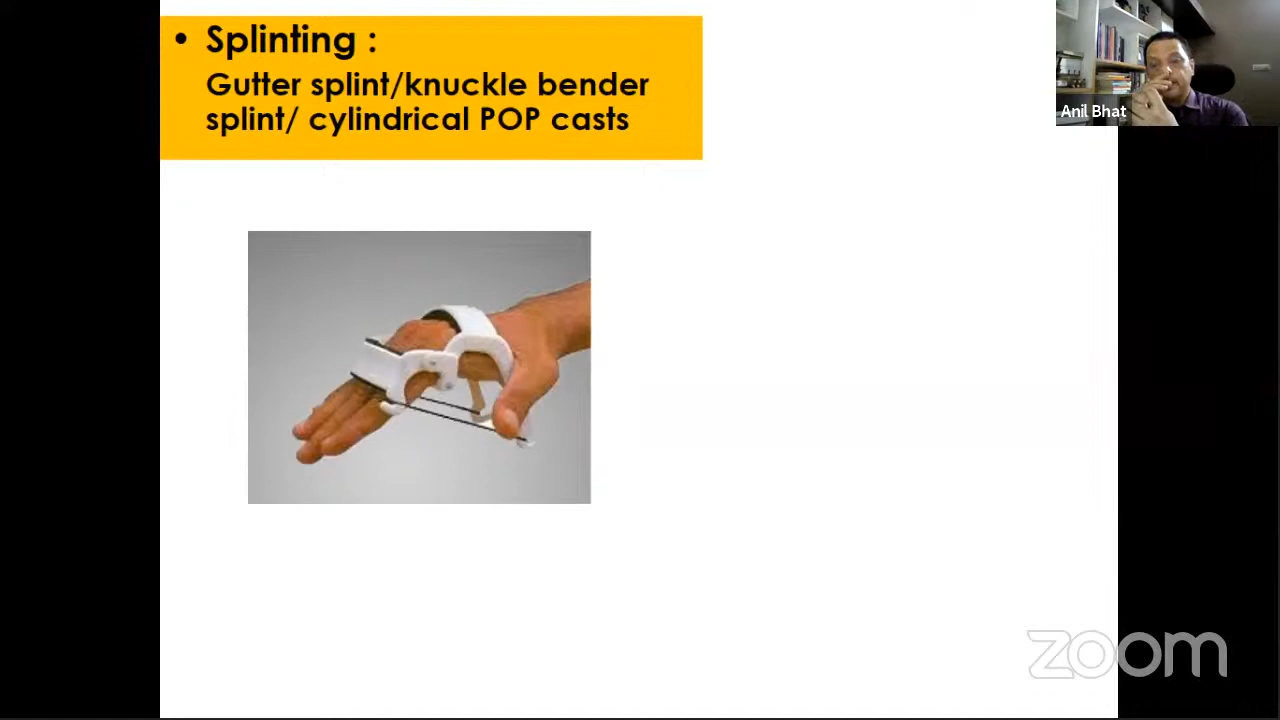 • Splinting :
Gutter splint/knuckle bender
splint/ cylindrical POP casts
Anil Bhat
zoom